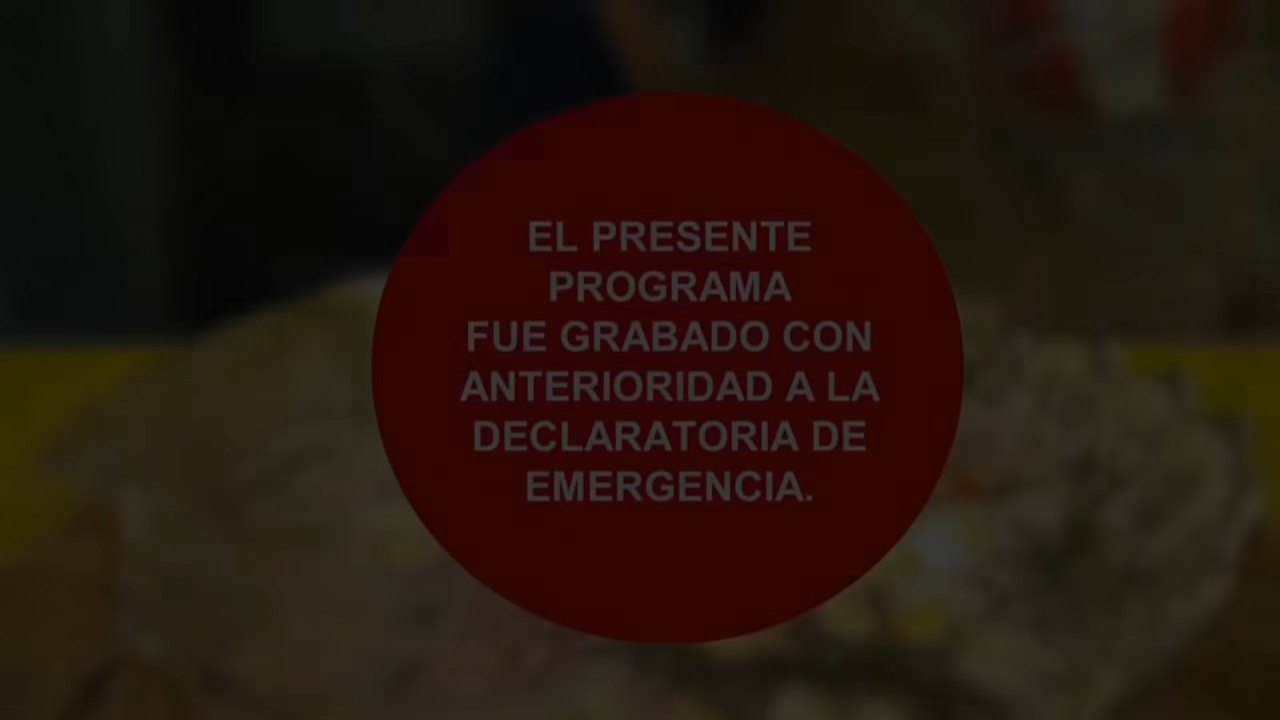 EL PRESENTE
PROGRAMA
FUE GRABADO CON
ANTERIORIDAD A LA
DECLARATORIA DE
EMERGENCIA.